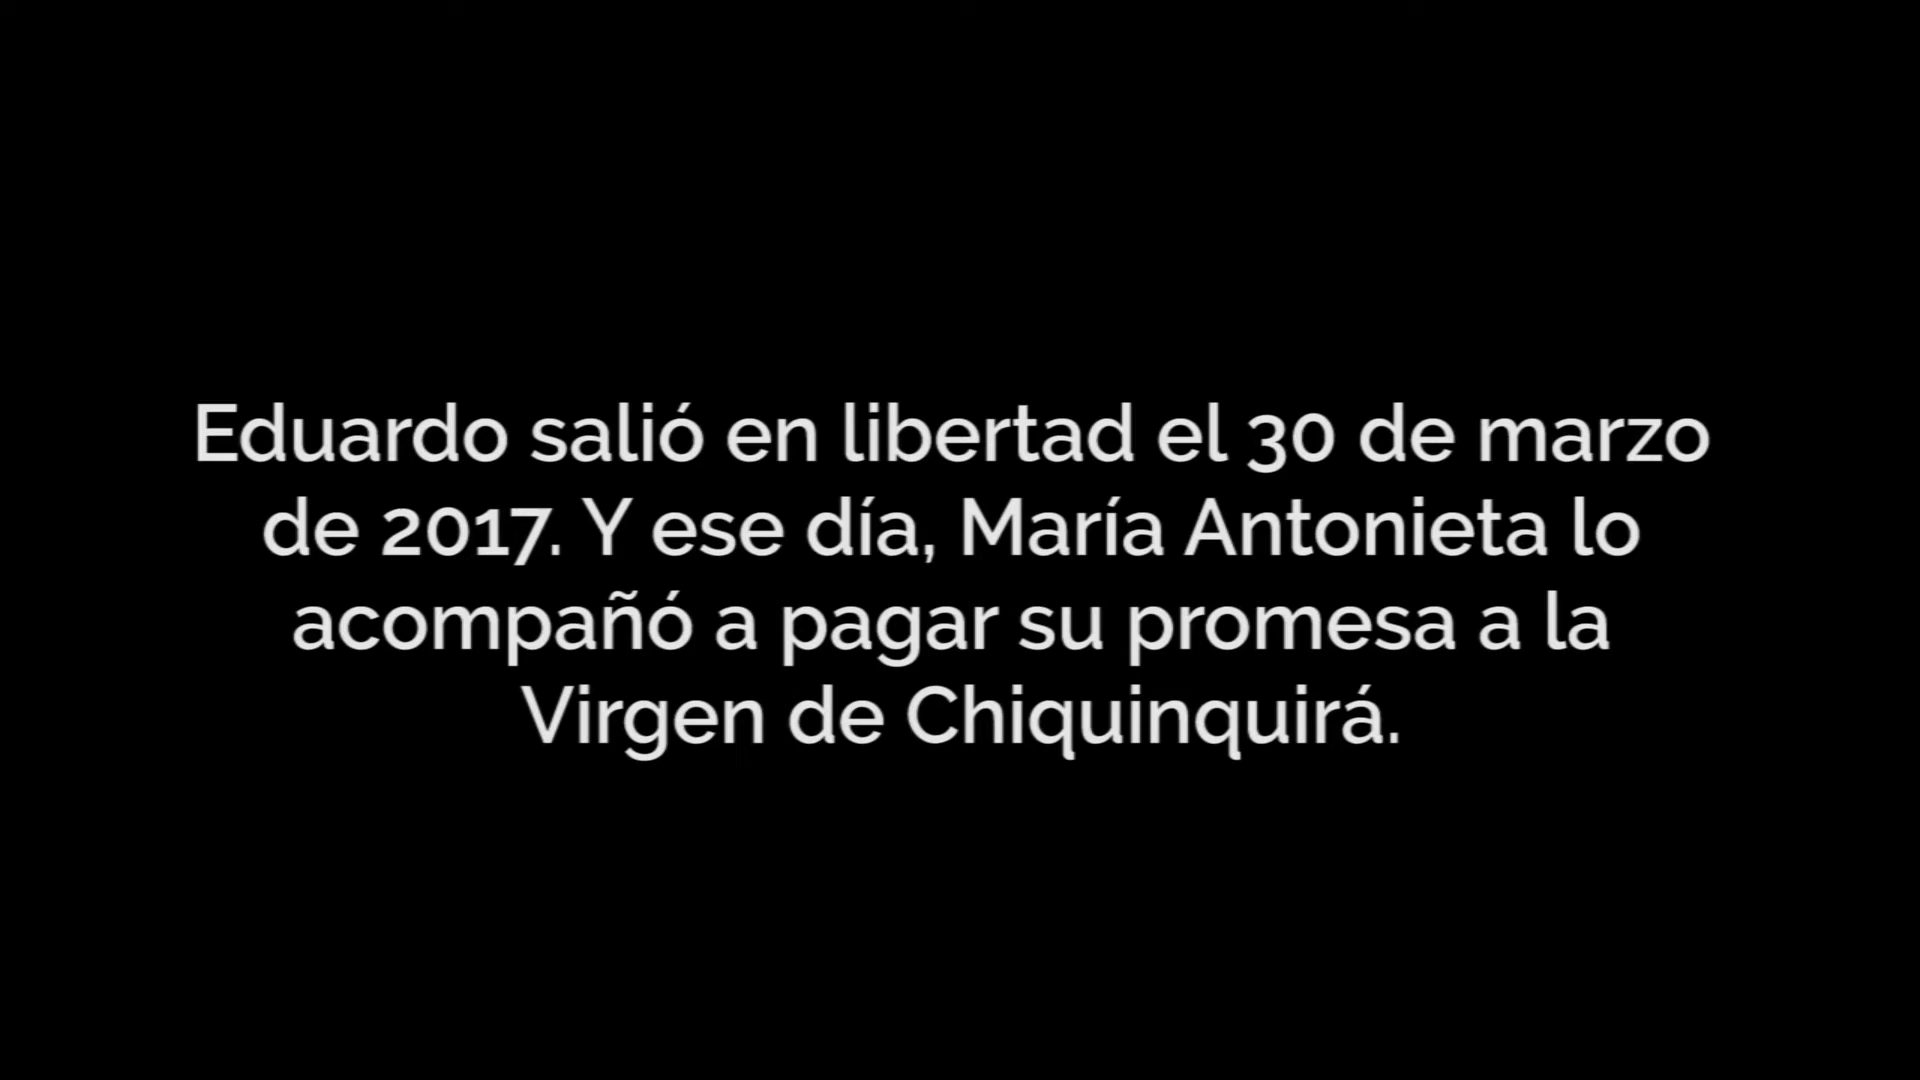 Eduardo salió en libertad el 30 de marzo
de 2017. Y ese día, María Antonieta lo
acompañó a pagar su promesa a la
Virgen de Chiquinquirá.